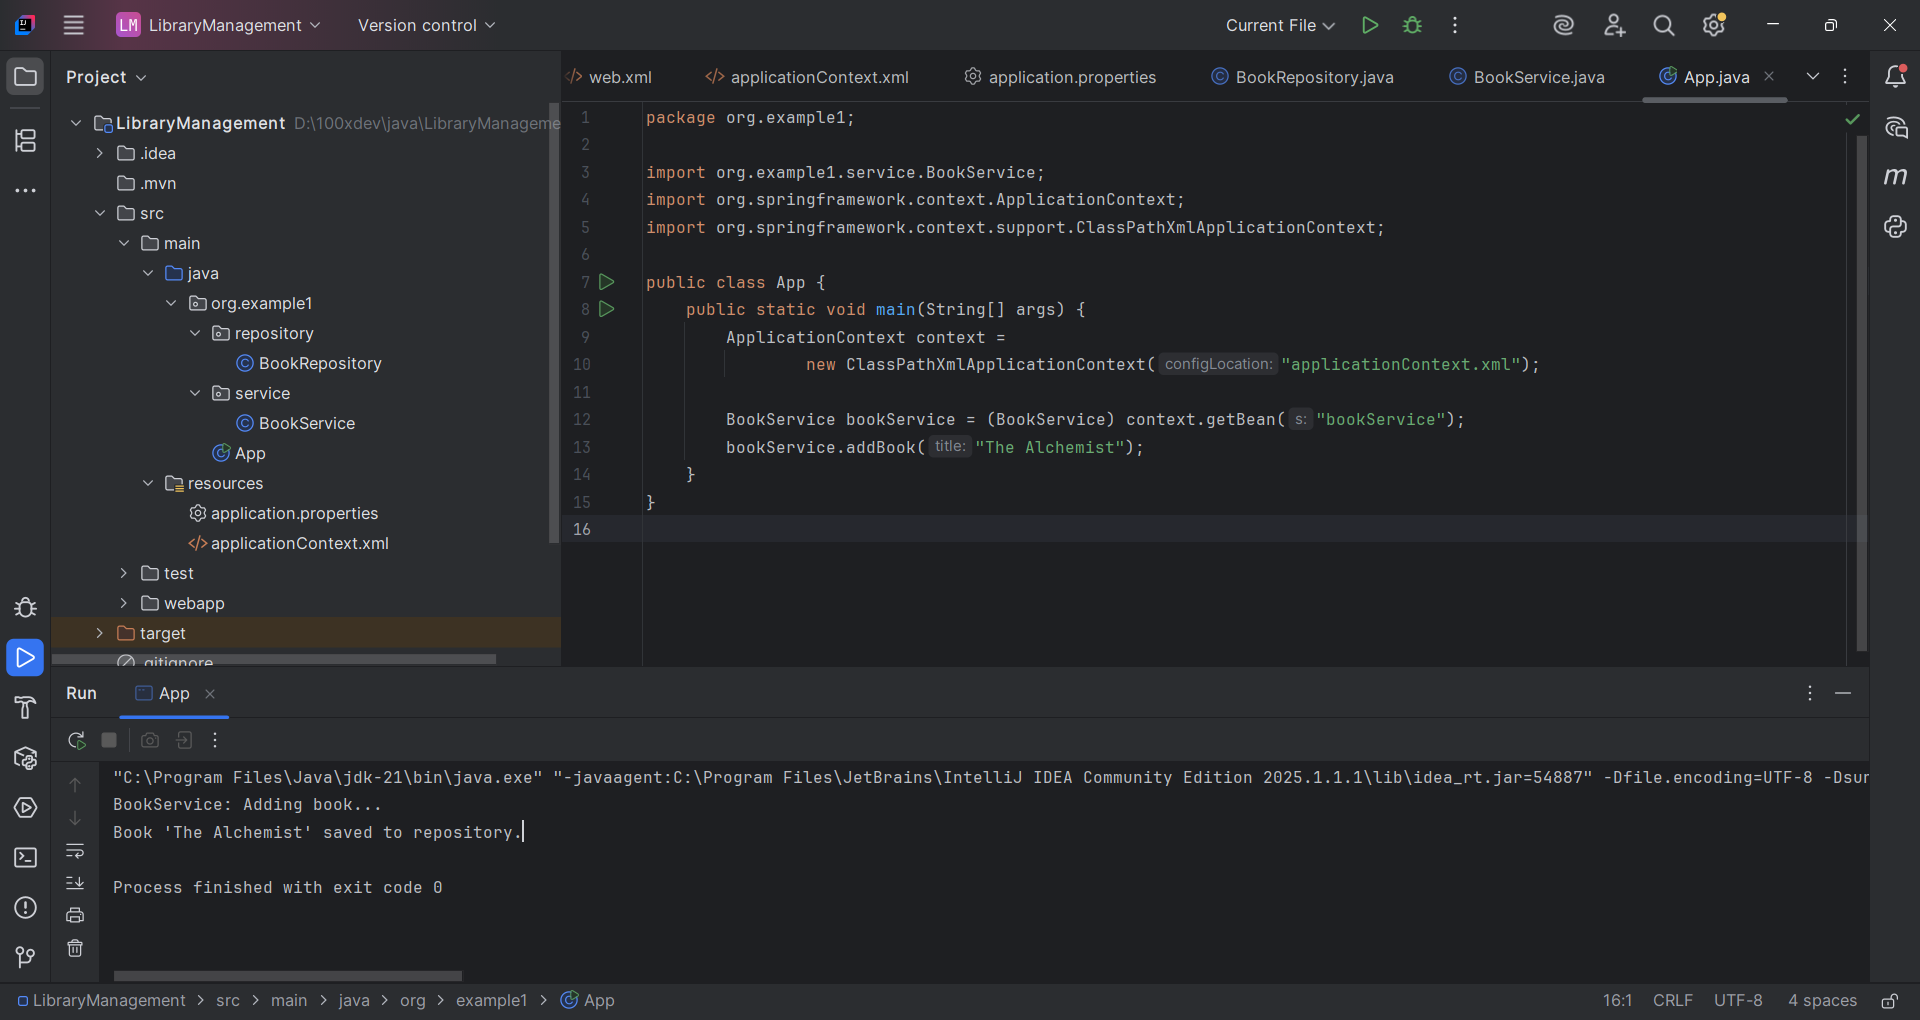 LM LibraryManagement Version control Current File
Project
web.xml applicationContext.xml application.properties BookRepository.java BookService.java App.java
LibraryManagement D:\100xdev\java\LibraryManageme
.idea
.mvn
src
main
java
org.example1
repository
BookRepository
service
BookService
App
resources
application.properties
applicationContext.xml
test
webapp
target
.gitignore
1 package org.example1;
2
3 import org.example1.service.BookService;
4 import org.springframework.context.ApplicationContext;
5 import org.springframework.context.support.ClassPathXmlApplicationContext;
6
7 public class App {
8 public static void main(String[] args) {
9 ApplicationContext context =
10 new ClassPathXmlApplicationContext( configLocation: "applicationContext.xml");
11
12 BookService bookService = (BookService) context.getBean( s: "bookService");
13 bookService.addBook( title: "The Alchemist");
14 }
15 }
16
Run App
"C:\Program Files\Java\jdk-21\bin\java.exe" "-javaagent:C:\Program Files\JetBrains\IntelliJ IDEA Community Edition 2025.1.1.1\lib\idea_rt.jar=54887" -Dfile.encoding=UTF-8 -Dsun
BookService: Adding book...
Book 'The Alchemist' saved to repository.
Process finished with exit code 0
LibraryManagement > src > main > java > org > example1 > App 16:1 CRLF UTF-8 4 spaces